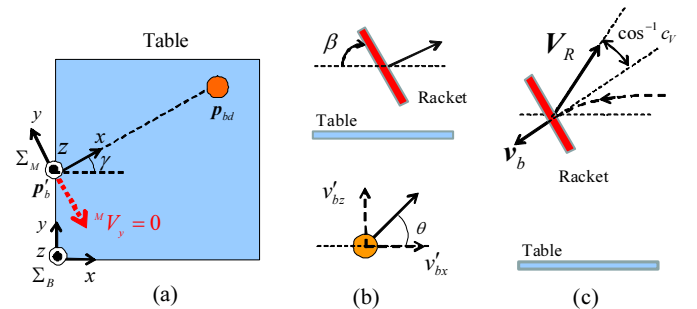 Table
y
x
z
Σ_M
p'_b
γ
p_bd
^M V_y = 0
y
z
Σ_B
x
(a)
β
Racket
Table
v'_bz
θ
v'_bx
(b)
V_R
cos⁻¹ c_V
v_b
Racket
Table
(c)